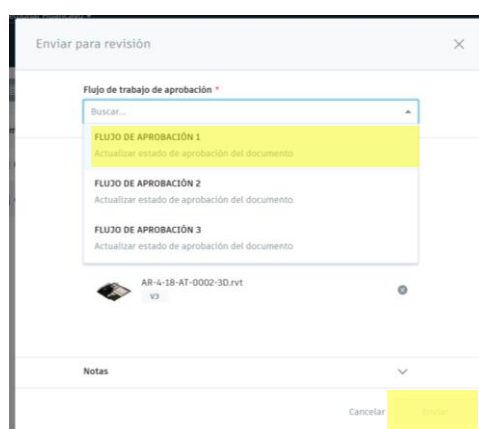 Enviar para revisión
Flujo de trabajo de aprobación *
Buscar...
FLUJO DE APROBACIÓN 1
Actualizar estado de aprobación del documento
FLUJO DE APROBACIÓN 2
Actualizar estado de aprobación del documento
FLUJO DE APROBACIÓN 3
Actualizar estado de aprobación del documento
AR-4-18-AT-0002-3D.rvt
V3
Notas
Cancelar Enviar